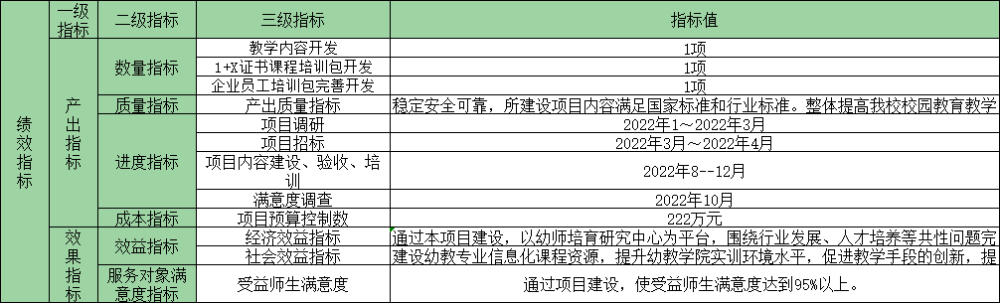 一级指标 二级指标 三级指标 指标值
绩效指标
产出指标
数量指标 教学内容开发 1项
1+X证书课程培训包开发 1项
企业员工培训包完善开发 1项
质量指标 产出质量指标 稳定安全可靠，所建设项目内容满足国家标准和行业标准。整体提高我校校园教育教学
进度指标 项目调研 2022年1～2022年3月
项目招标 2022年3月～2022年4月
项目内容建设、验收、培训 2022年8--12月
满意度调查 2022年10月
成本指标 项目预算控制数 222万元
效果指标
效益指标 经济效益指标 通过本项目建设，以幼师培育研究中心为平台，围绕行业发展、人才培养等共性问题完
社会效益指标 建设幼教专业信息化课程资源，提升幼教学院实训环境水平，促进教学手段的创新，提
服务对象满意度指标 受益师生满意度 通过项目建设，使受益师生满意度达到95%以上。